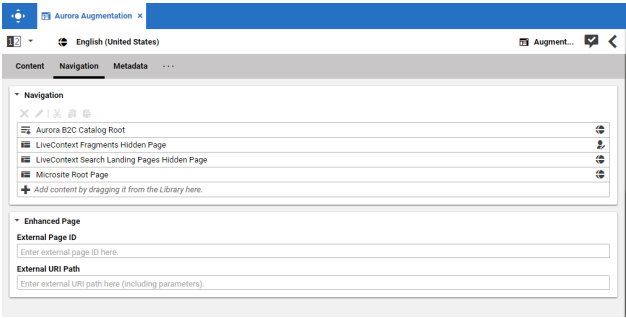 Aurora Augmentation ×
12 English (United States) Augment...
Content Navigation Metadata ···
Navigation
Aurora B2C Catalog Root
LiveContext Fragments Hidden Page
LiveContext Search Landing Pages Hidden Page
Microsite Root Page
Add content by dragging it from the Library here.
Enhanced Page
External Page ID
Enter external page ID here.
External URI Path
Enter external URI path here (including parameters).